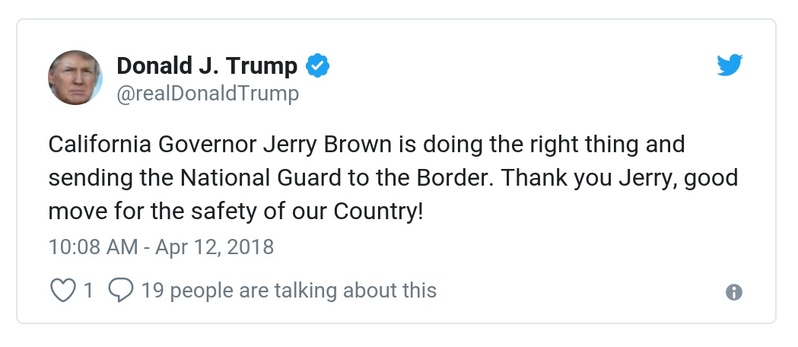 Donald J. Trump
@realDonaldTrump
California Governor Jerry Brown is doing the right thing and
sending the National Guard to the Border. Thank you Jerry, good
move for the safety of our Country!
10:08 AM - Apr 12, 2018
1 19 people are talking about this